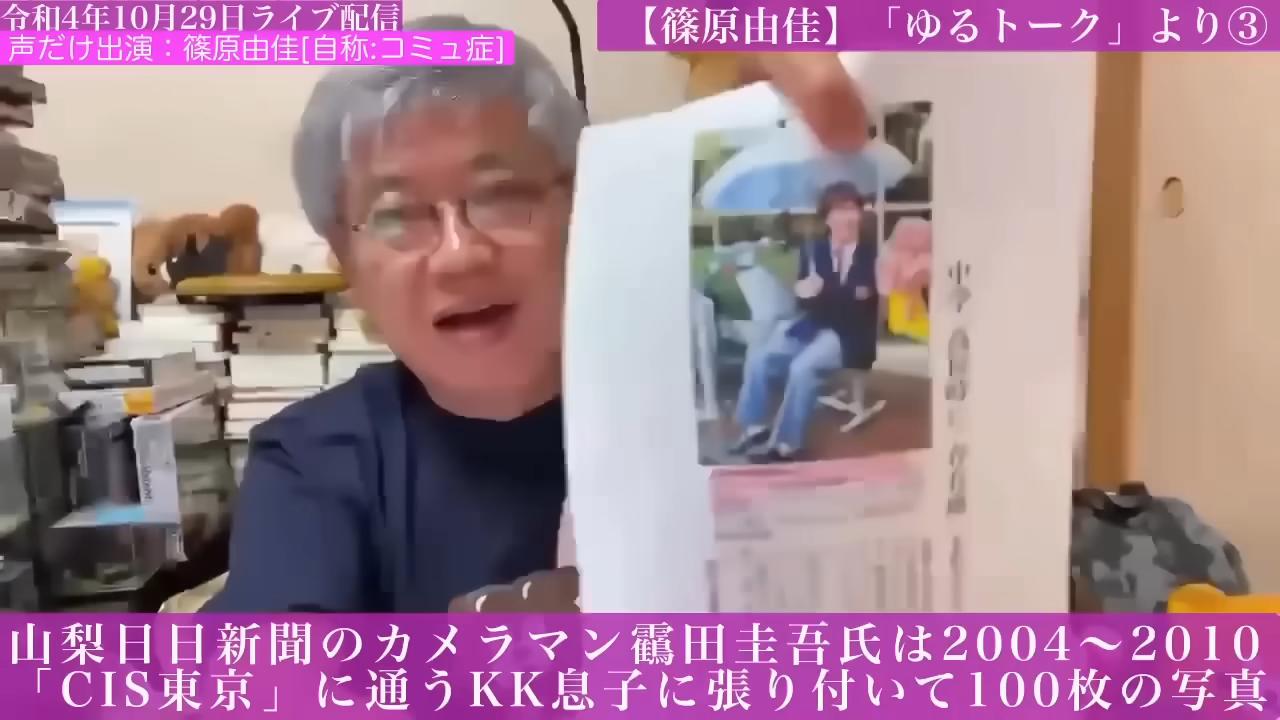 令和4年10月29日ライブ配信
声だけ出演：篠原由佳[自称:コミュ症]
【篠原由佳】「ゆるトーク」より③
山梨日日新聞のカメラマン靍田圭吾氏は2004〜2010
「CIS東京」に通うKK息子に張り付いて100枚の写真